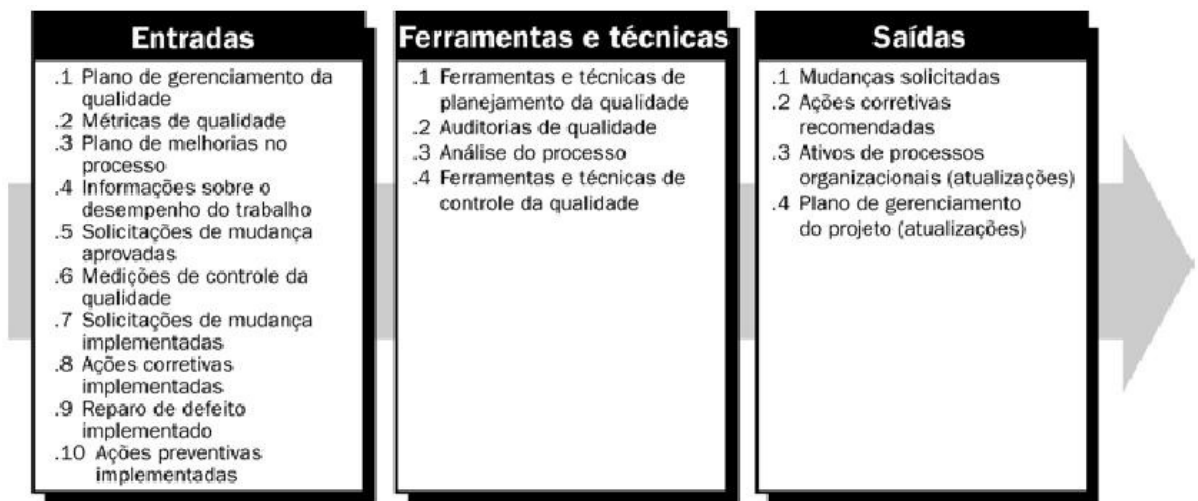 Entradas
.1 Plano de gerenciamento da
qualidade
.2 Métricas de qualidade
.3 Plano de melhorias no
processo
.4 Informações sobre o
desempenho do trabalho
.5 Solicitações de mudança
aprovadas
.6 Medições de controle da
qualidade
.7 Solicitações de mudança
implementadas
.8 Ações corretivas
implementadas
.9 Reparo de defeito
implementado
.10 Ações preventivas
implementadas
Ferramentas e técnicas
.1 Ferramentas e técnicas de
planejamento da qualidade
.2 Auditorias de qualidade
.3 Análise do processo
.4 Ferramentas e técnicas de
controle da qualidade
Saídas
.1 Mudanças solicitadas
.2 Ações corretivas
recomendadas
.3 Ativos de processos
organizacionais (atualizações)
.4 Plano de gerenciamento
do projeto (atualizações)